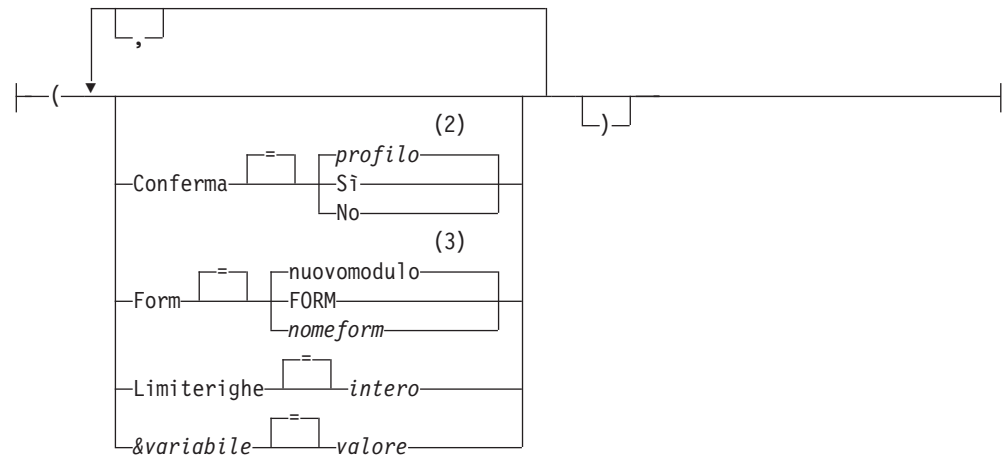 ,
( )
(2)
Conferma = profilo
Sì
No
(3)
Form = nuovomodulo
FORM
nomeform
Limiterighe = intero
&variabile = valore